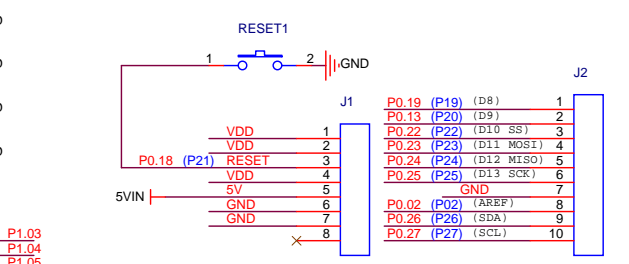 RESET1
1 2 GND
J2
J1
P0.19 (P19) (D8) 1
P0.13 (P20) (D9) 2
VDD 1 P0.22 (P22) (D10 SS) 3
VDD 2 P0.23 (P23) (D11 MOSI) 4
P0.18 (P21) RESET 3 P0.24 (P24) (D12 MISO) 5
VDD 4 P0.25 (P25) (D13 SCK) 6
5VIN 5V 5 GND 7
GND 6 P0.02 (P02) (AREF) 8
GND 7 P0.26 (P26) (SDA) 9
8 P0.27 (P27) (SCL) 10
P1.03
P1.04
P1.05